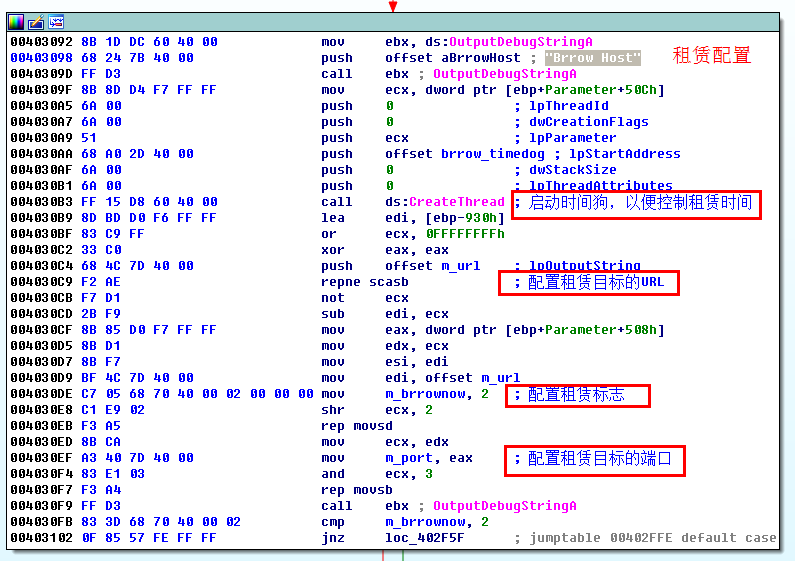 00403092 8B 1D DC 60 40 00 mov ebx, ds:OutputDebugStringA
00403098 68 24 7B 40 00 push offset aBrrowHost ; "Brrow Host"
租赁配置
0040309D FF D3 call ebx ; OutputDebugStringA
0040309F 8B 8D D4 F7 FF FF mov ecx, dword ptr [ebp+Parameter+50Ch]
004030A5 6A 00 push 0 ; lpThreadId
004030A7 6A 00 push 0 ; dwCreationFlags
004030A9 51 push ecx ; lpParameter
004030AA 68 A0 2D 40 00 push offset brrow_timedog ; lpStartAddress
004030AF 6A 00 push 0 ; dwStackSize
004030B1 6A 00 push 0 ; lpThreadAttributes
004030B3 FF 15 D8 60 40 00 call ds:CreateThread ; 启动时间狗，以便控制租赁时间
004030B9 8D BD D0 F6 FF FF lea edi, [ebp-930h]
004030BF 83 C9 FF or ecx, 0FFFFFFFFh
004030C2 33 C0 xor eax, eax
004030C4 68 4C 7D 40 00 push offset m_url ; lpOutputString
004030C9 F2 AE repne scasb ; 配置租赁目标的URL
004030CB F7 D1 not ecx
004030CD 2B F9 sub edi, ecx
004030CF 8B 85 D0 F7 FF FF mov eax, dword ptr [ebp+Parameter+508h]
004030D5 8B D1 mov edx, ecx
004030D7 8B F7 mov esi, edi
004030D9 BF 4C 7D 40 00 mov edi, offset m_url
004030DE C7 05 68 70 40 00 02 00 00 00 mov m_brrownow, 2 ; 配置租赁标志
004030E8 C1 E9 02 shr ecx, 2
004030EB F3 A5 rep movsd
004030ED 8B CA mov ecx, edx
004030EF A3 40 7D 40 00 mov m_port, eax ; 配置租赁目标的端口
004030F4 83 E1 03 and ecx, 3
004030F7 F3 A4 rep movsb
004030F9 FF D3 call ebx ; OutputDebugStringA
004030FB 83 3D 68 70 40 00 02 cmp m_brrownow, 2
00403102 0F 85 57 FE FF FF jnz loc_402F5F ; jumptable 00402FFE default case